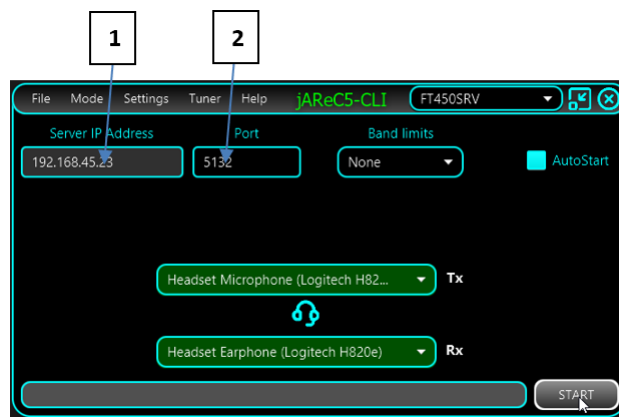 1 2
File Mode Settings Tuner Help jAReC5-CLI FT450SRV
Server IP Address Port Band limits
192.168.45.23 5132 None AutoStart
Headset Microphone (Logitech H82... Tx
Headset Earphone (Logitech H820e) Rx
START